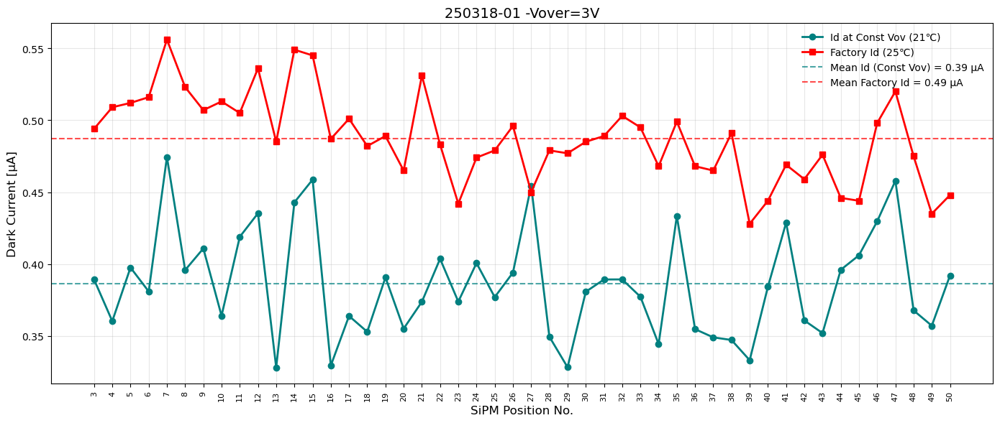 250318-01 -Vover=3V
Id at Const Vov (21℃)
Factory Id (25℃)
Mean Id (Const Vov) = 0.39 μA
Mean Factory Id = 0.49 μA
Dark Current [μA]
0.55
0.50
0.45
0.40
0.35
3 4 5 6 7 8 9 10 11 12 13 14 15 16 17 18 19 20 21 22 23 24 25 26 27 28 29 30 31 32 33 34 35 36 37 38 39 40 41 42 43 44 45 46 47 48 49 50
SiPM Position No.